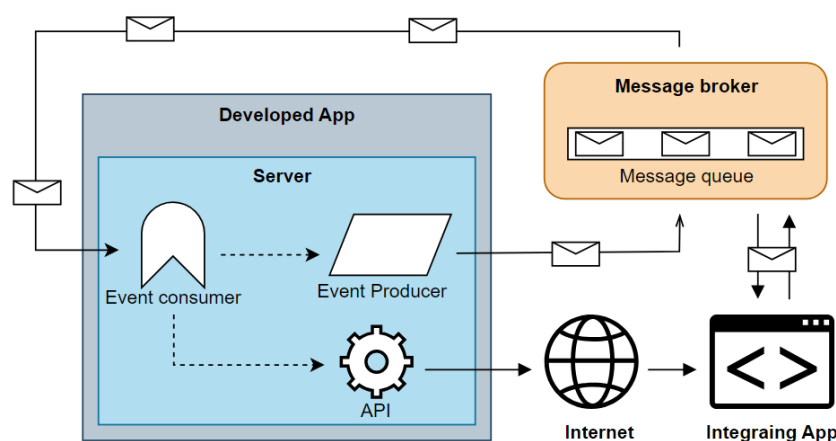 Message broker
Message queue
Developed App
Server
Event consumer
Event Producer
API
Internet
Integraing App